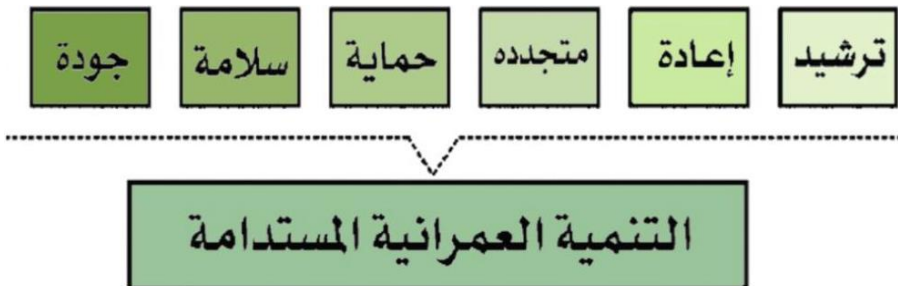 ترشيد إعادة متجدده حماية سلامة جودة
التنمية العمرانية المستدامة